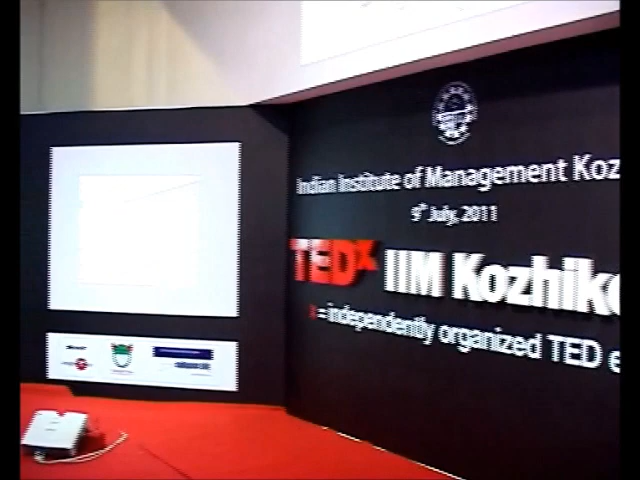 Indian Institute of Management Koz
9th July, 2011
TEDx IIM Kozhik
x = independently organized TED e